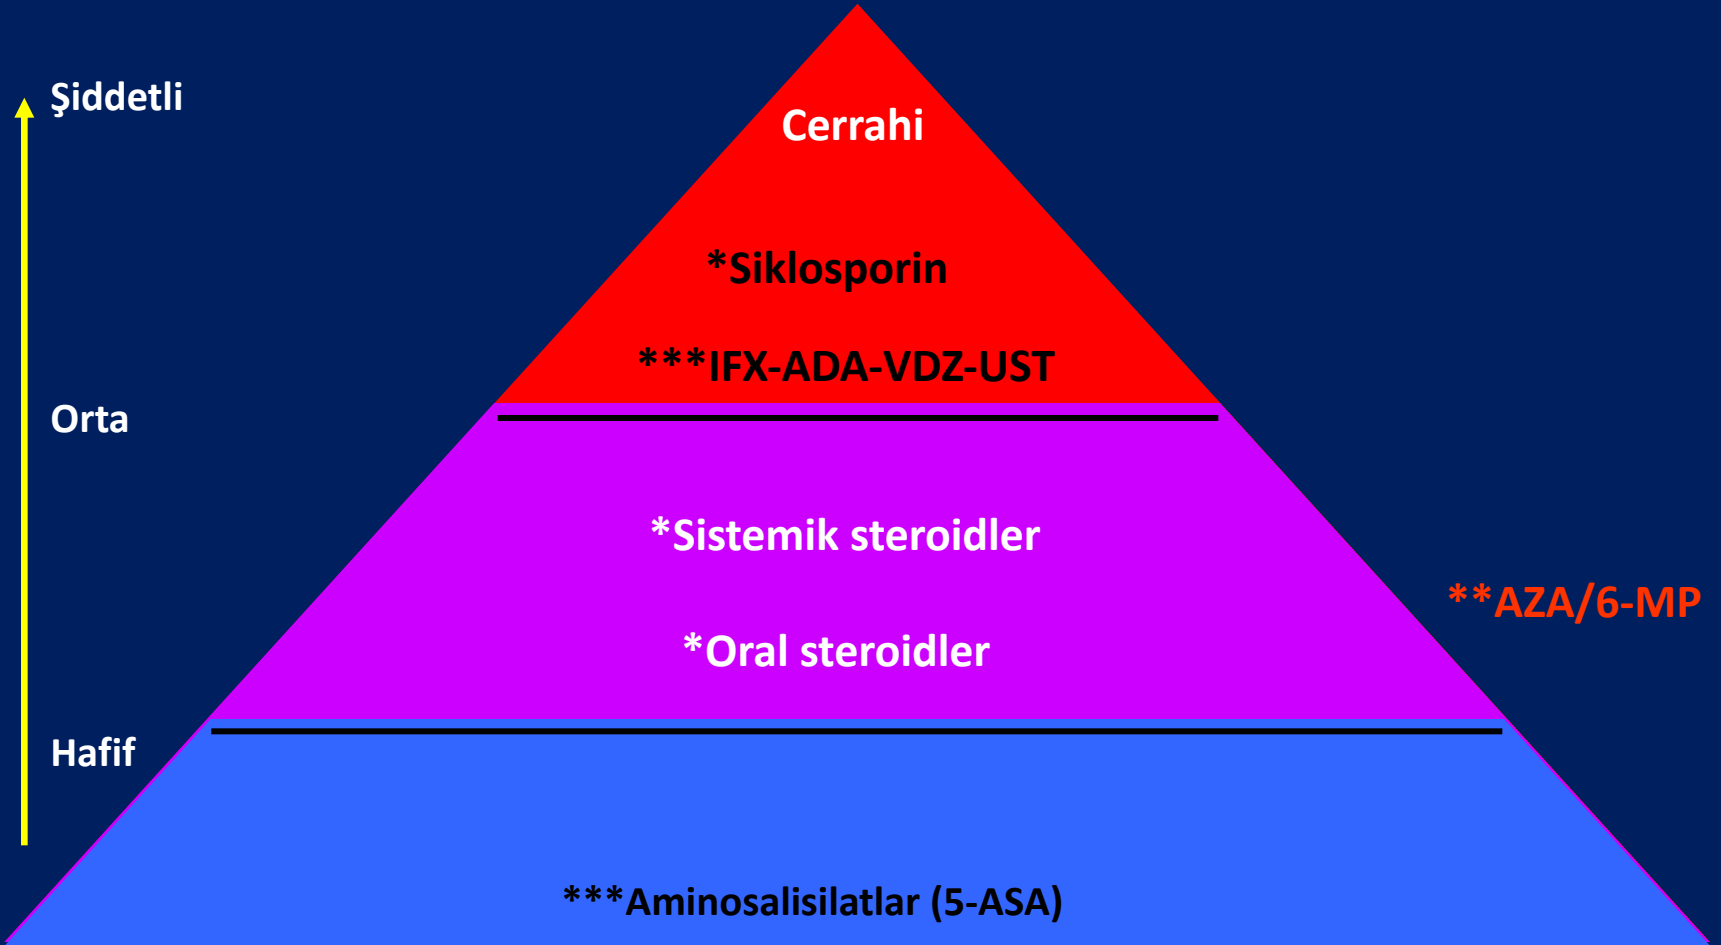 Şiddetli
Cerrahi
*Siklosporin
***IFX-ADA-VDZ-UST
Orta
*Sistemik steroidler
**AZA/6-MP
*Oral steroidler
Hafif
***Aminosalisilatlar (5-ASA)